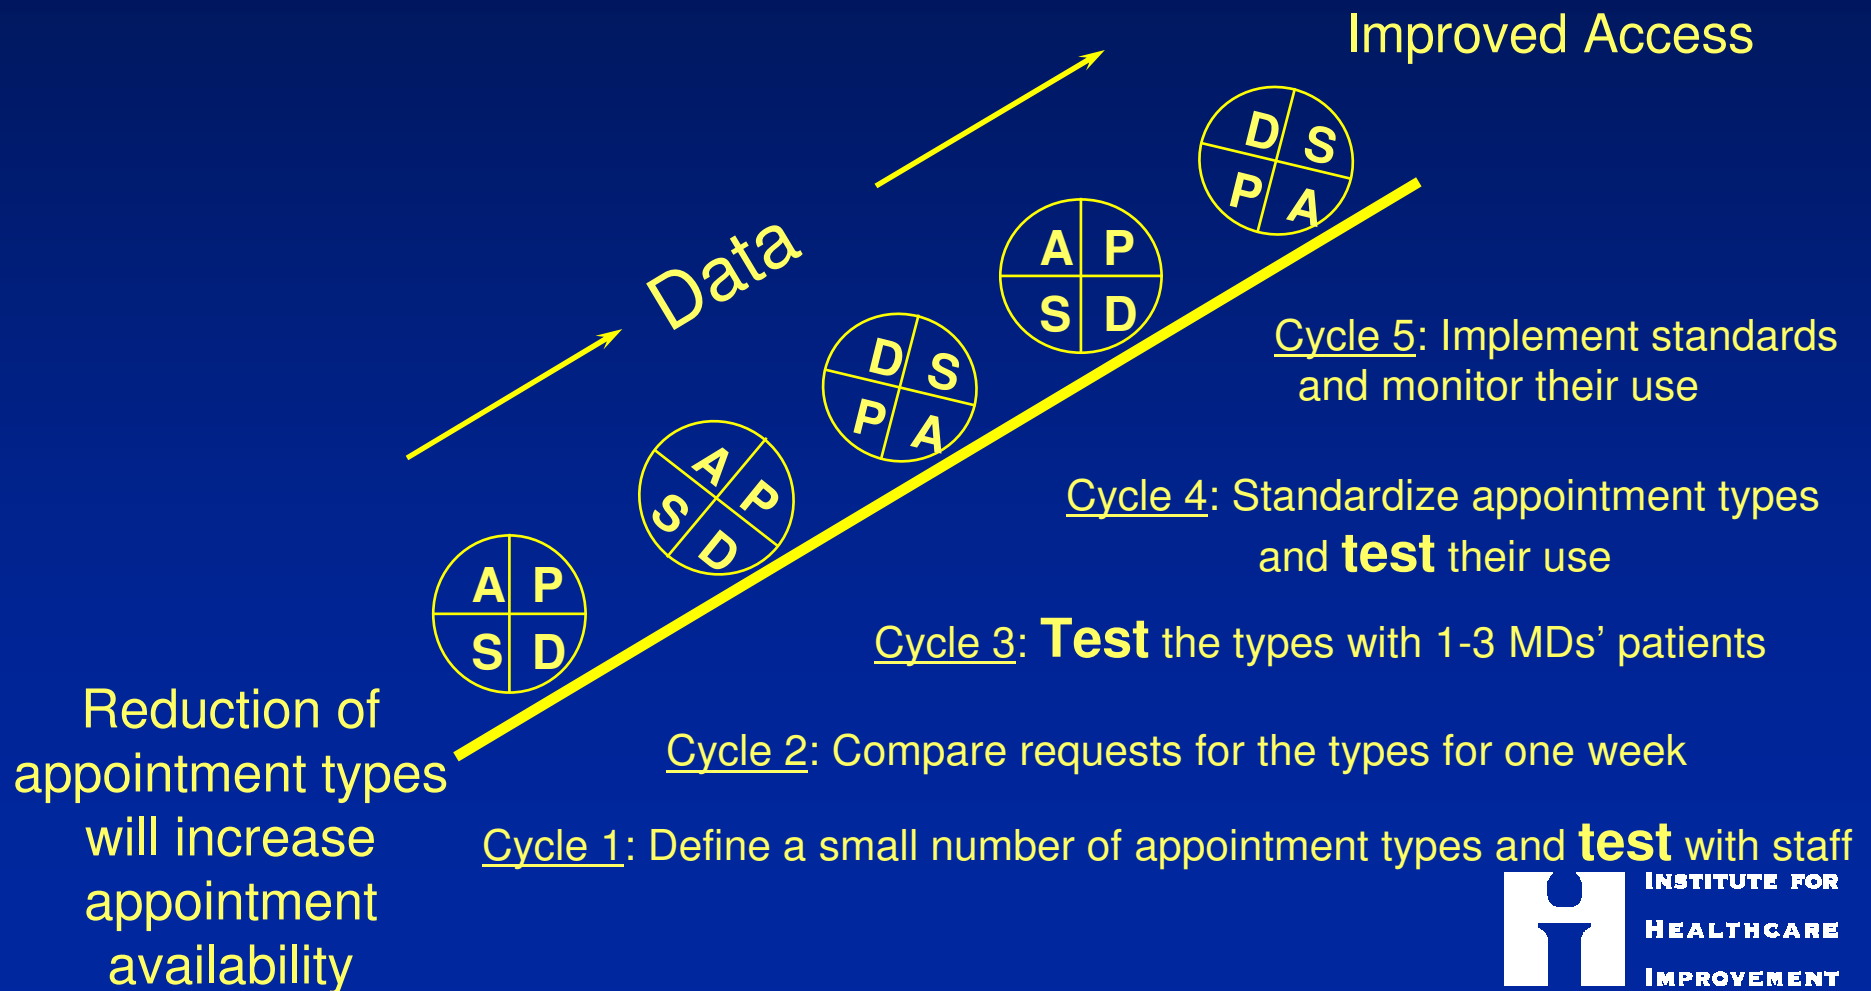 Improved Access
Data
D S
P A
A P
S D
D S
P A
A P
S D
A P
S D
Cycle 5: Implement standards
and monitor their use
Cycle 4: Standardize appointment types
and test their use
Cycle 3: Test the types with 1-3 MDs’ patients
Cycle 2: Compare requests for the types for one week
Cycle 1: Define a small number of appointment types and test with staff
Reduction of
appointment types
will increase
appointment
availability
INSTITUTE FOR
HEALTHCARE
IMPROVEMENT